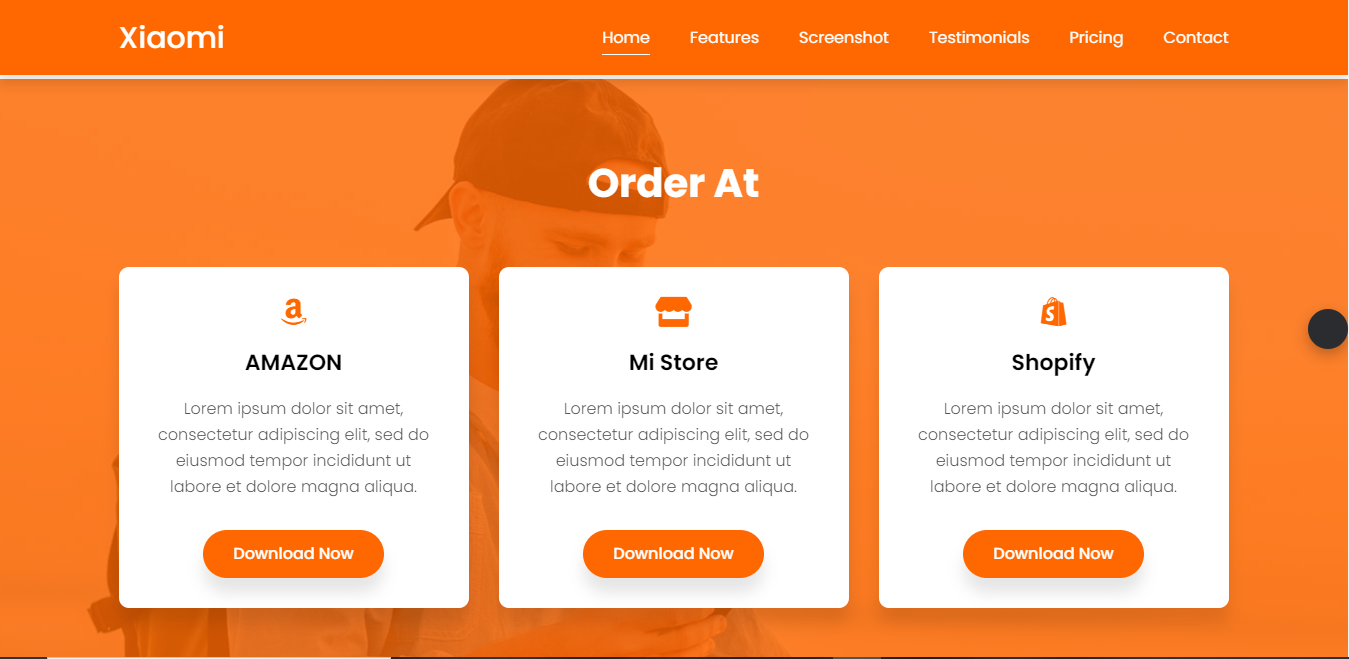 Xiaomi
Home Features Screenshot Testimonials Pricing Contact
Order At
AMAZON
Lorem ipsum dolor sit amet,
consectetur adipiscing elit, sed do
eiusmod tempor incididunt ut
labore et dolore magna aliqua.
Download Now
Mi Store
Lorem ipsum dolor sit amet,
consectetur adipiscing elit, sed do
eiusmod tempor incididunt ut
labore et dolore magna aliqua.
Download Now
Shopify
Lorem ipsum dolor sit amet,
consectetur adipiscing elit, sed do
eiusmod tempor incididunt ut
labore et dolore magna aliqua.
Download Now